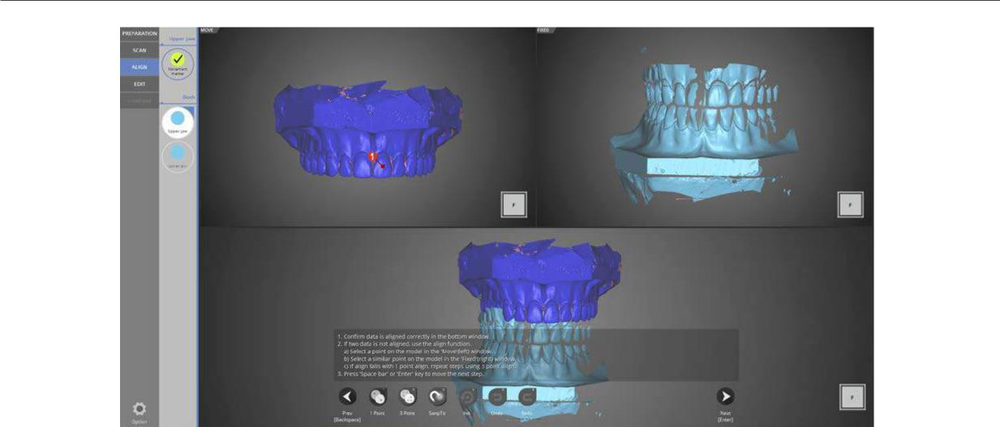 PREPARATION
SCAN
ALIGN
EDIT
Upper jaw
Movement
marker
Both
Upper jaw
Lower jaw
Option
MOVE
1
F
FIXED
F
1. Confirm data is aligned correctly in the bottom window.
2. If two data is not aligned, use the align function.
a) Select a point on the model in the 'Move'(left) window.
b) Select a similar point on the model in the 'Fixed'(right) window.
c) If align fails with 1 point align, repeat steps using 3 point align.
3. Press 'Space bar' or 'Enter' key to move the next step.
Prev
[Backspace]
1 Point
3 Point
SanpTo
Init
Undo
Redo
Next
[Enter]
F